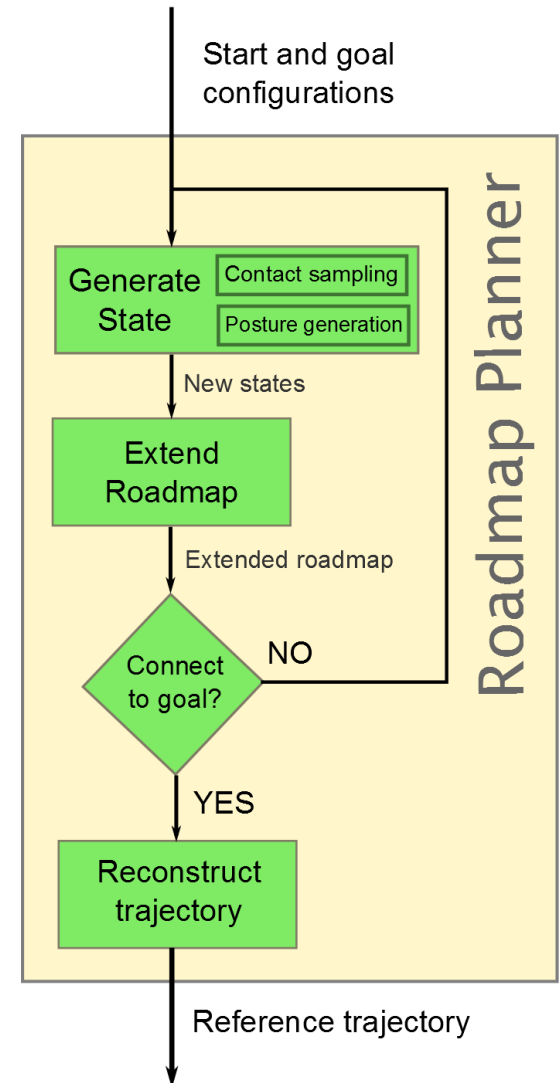 Start and goal
configurations
Roadmap Planner
Generate
State
Contact sampling
Posture generation
New states
Extend
Roadmap
Extended roadmap
Connect
to goal?
NO
YES
Reconstruct
trajectory
Reference trajectory